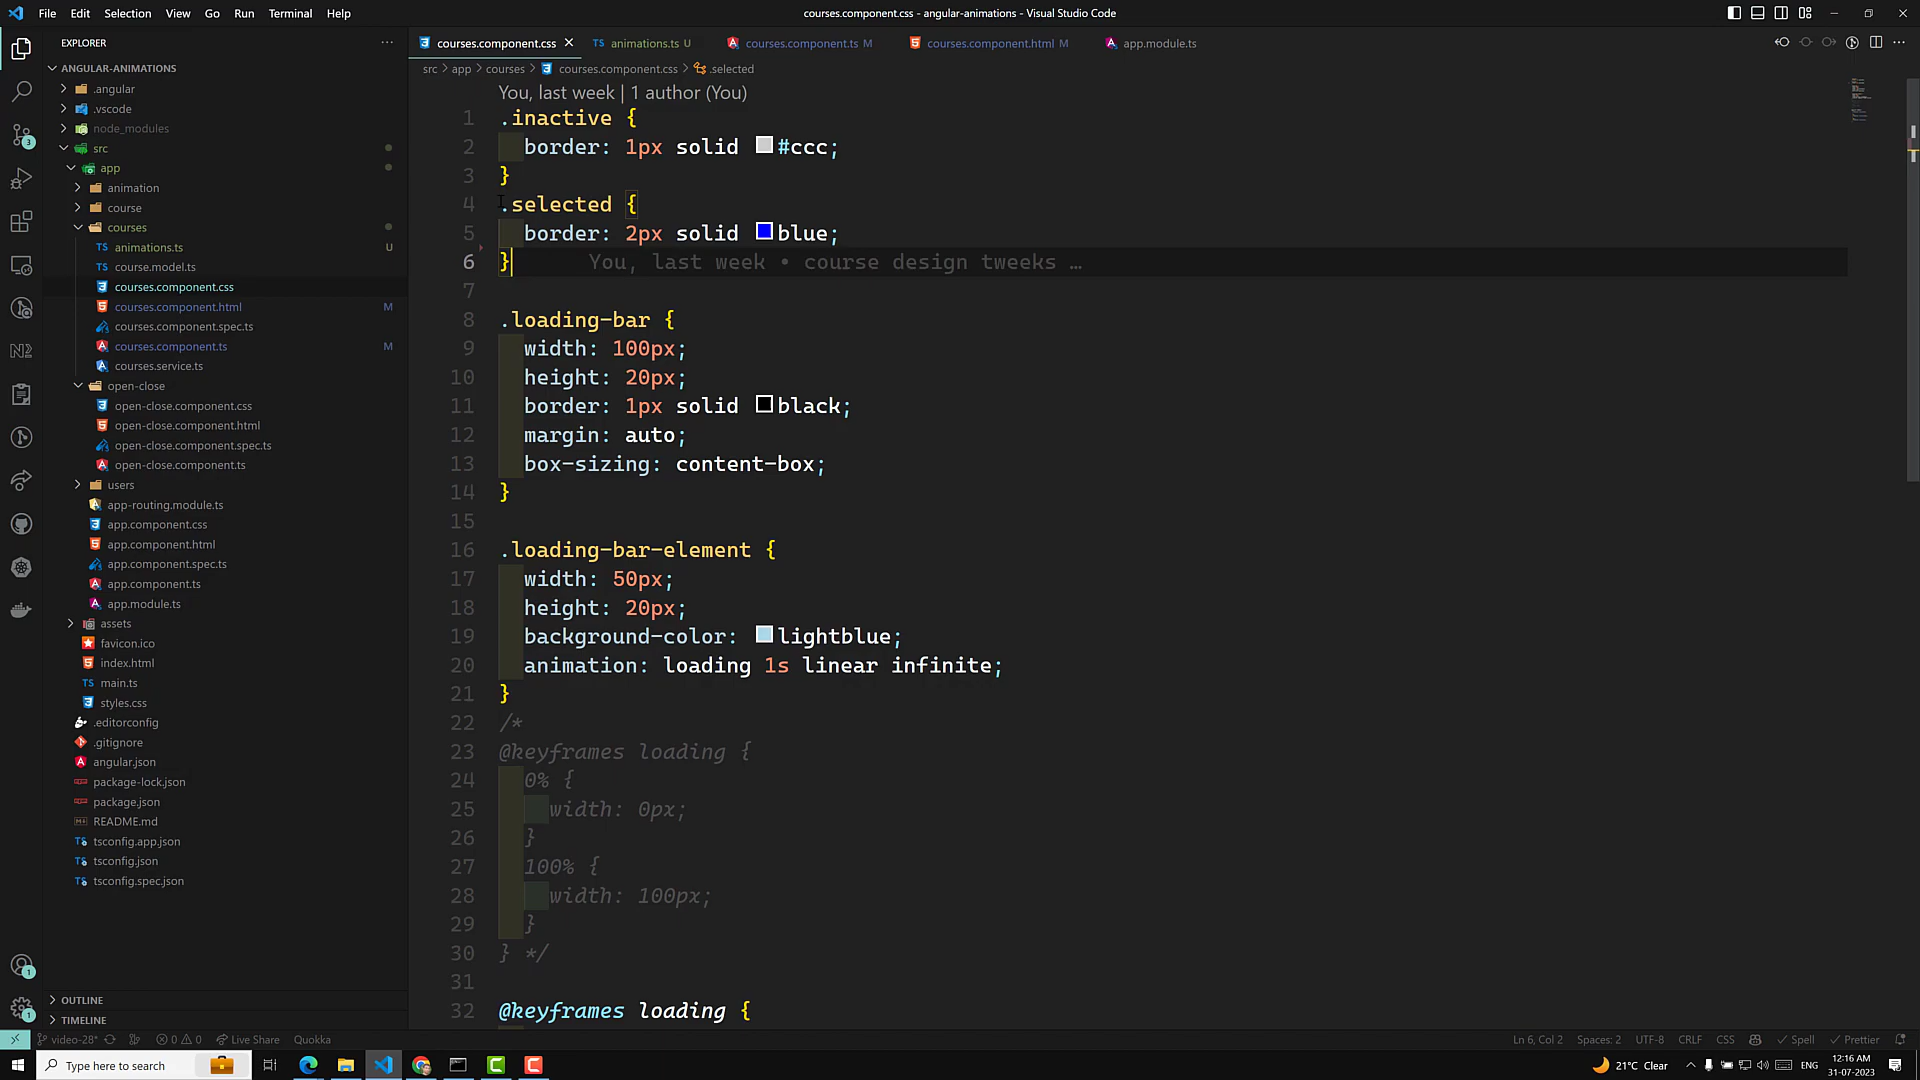 File Edit Selection View Go Run Terminal Help
courses.component.css - angular-animations - Visual Studio Code
EXPLORER
ANGULAR-ANIMATIONS
.angular
.vscode
node_modules
src
app
animation
course
courses
TS animations.ts U
TS course.model.ts
courses.component.css
courses.component.html M
courses.component.spec.ts
courses.component.ts M
courses.service.ts
open-close
open-close.component.css
open-close.component.html
open-close.component.spec.ts
open-close.component.ts
users
app-routing.module.ts
app.component.css
app.component.html
app.component.spec.ts
app.component.ts
app.module.ts
assets
favicon.ico
index.html
TS main.ts
styles.css
.editorconfig
.gitignore
angular.json
package-lock.json
package.json
README.md
TS tsconfig.app.json
TS tsconfig.json
TS tsconfig.spec.json
OUTLINE
TIMELINE
courses.component.css TS animations.ts U courses.component.ts M courses.component.html M app.module.ts
src > app > courses > courses.component.css > .selected
You, last week | 1 author (You)
1 .inactive {
2 border: 1px solid #ccc;
3 }
4 .selected {
5 border: 2px solid blue;
6 } You, last week • course design tweeks …
7
8 .loading-bar {
9 width: 100px;
10 height: 20px;
11 border: 1px solid black;
12 margin: auto;
13 box-sizing: content-box;
14 }
15
16 .loading-bar-element {
17 width: 50px;
18 height: 20px;
19 background-color: lightblue;
20 animation: loading 1s linear infinite;
21 }
22 /*
23 @keyframes loading {
24 0% {
25 width: 0px;
26 }
27 100% {
28 width: 100px;
29 }
30 } */
31
32 @keyframes loading {
video-28* 0 0 Live Share Quokka
Ln 6, Col 2 Spaces: 2 UTF-8 CRLF CSS Spell Prettier
Type here to search
21°C Clear ENG 12:16 AM
31-07-2023